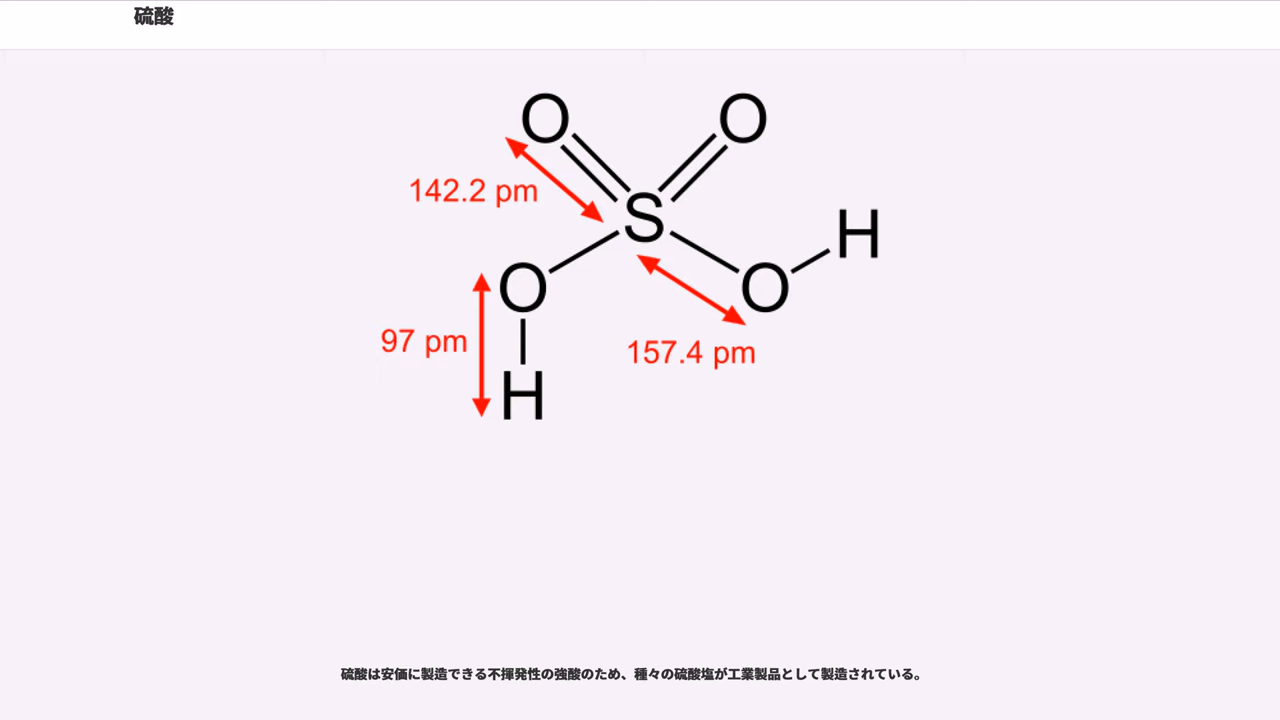 硫酸
O O
142.2 pm
S
H
O O
97 pm
157.4 pm
H
硫酸は安価に製造できる不揮発性の強酸のため、種々の硫酸塩が工業製品として製造されている。